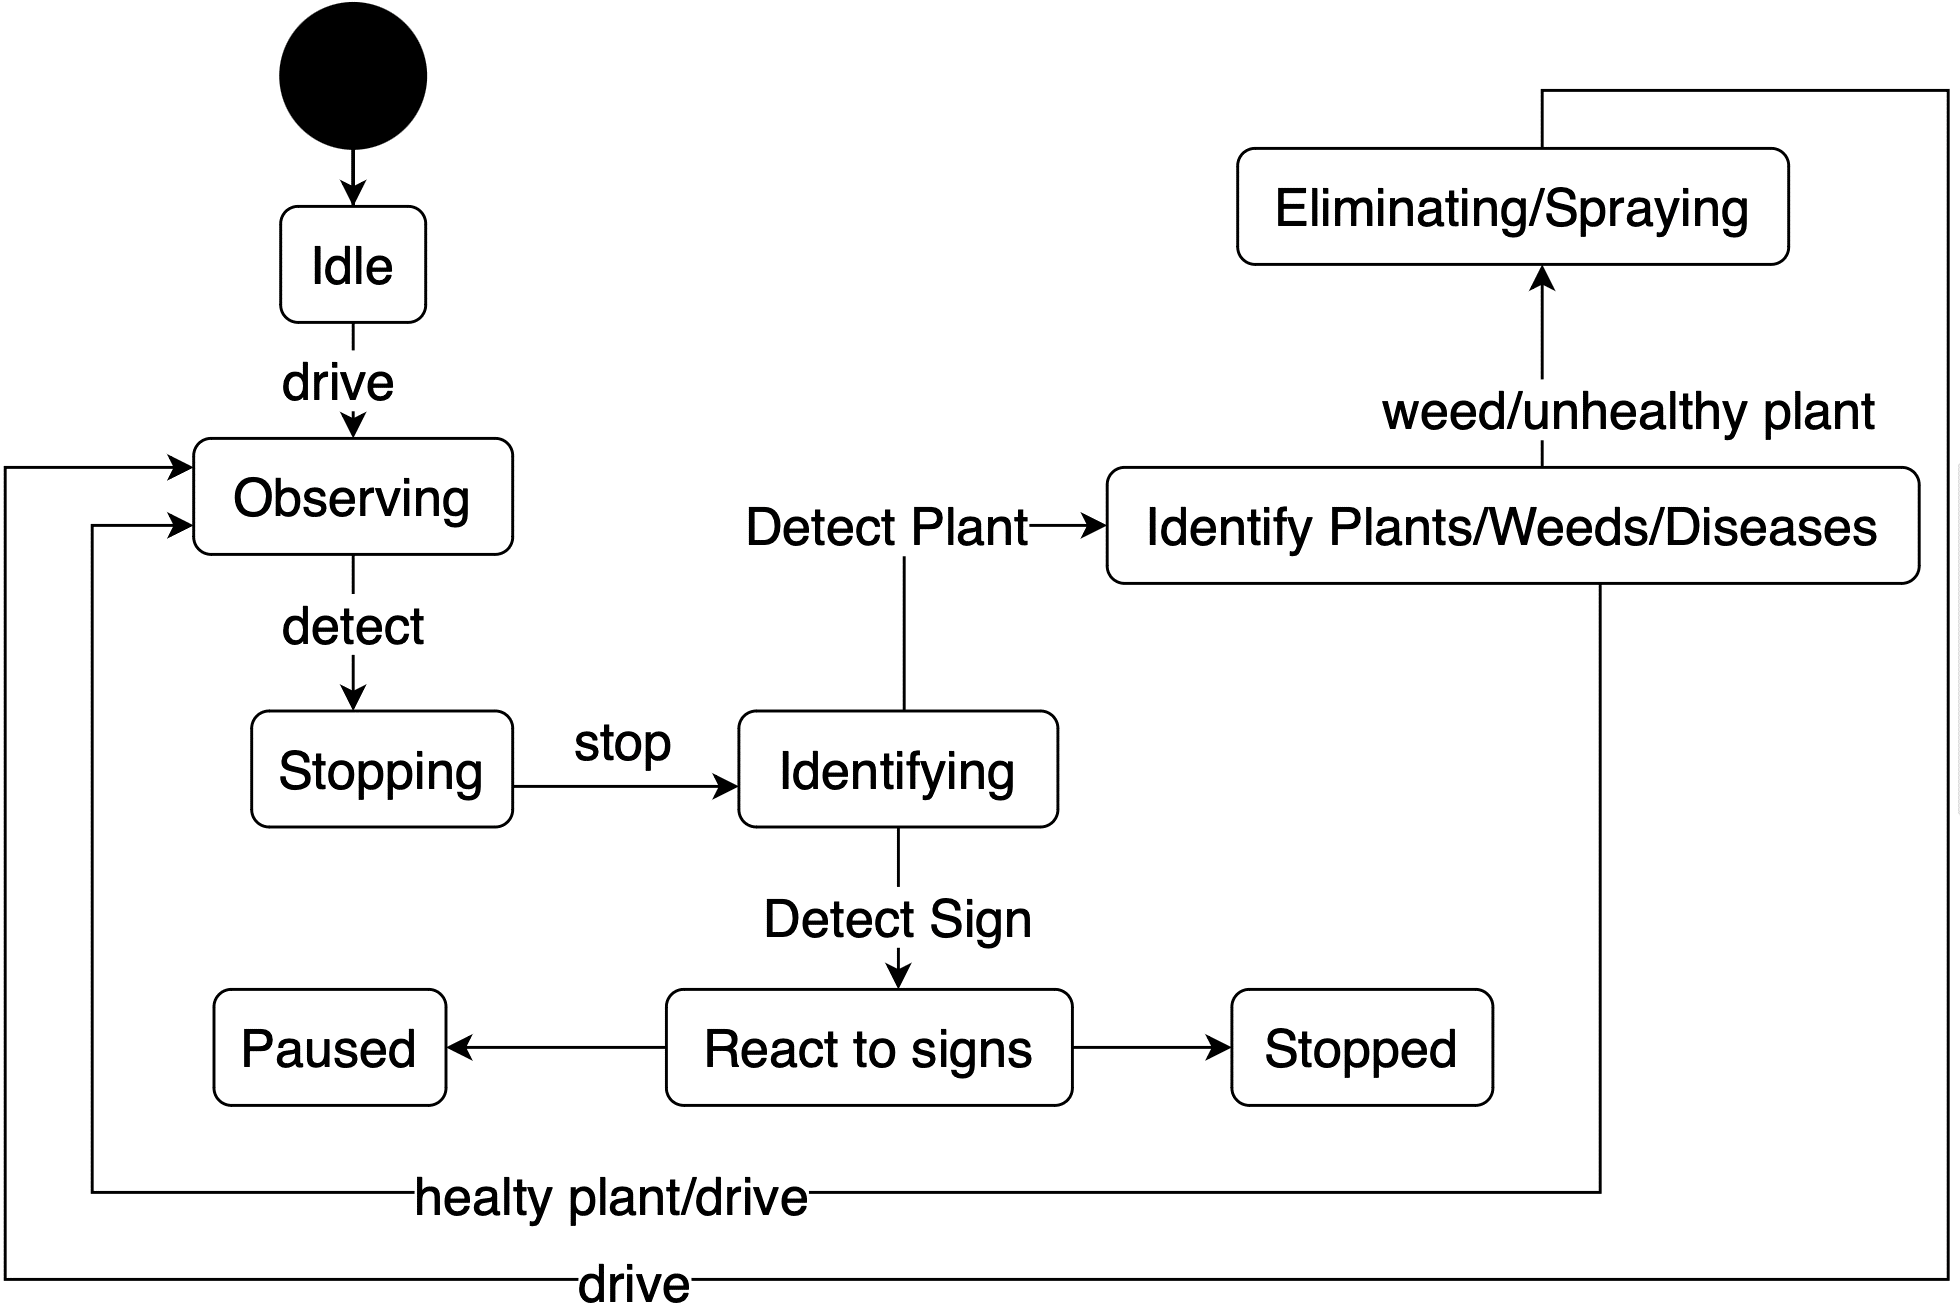 Idle
drive
Observing
detect
Stopping
stop
Identifying
Detect Plant
Identify Plants/Weeds/Diseases
weed/unhealthy plant
Eliminating/Spraying
Detect Sign
Paused
React to signs
Stopped
healty plant/drive
drive